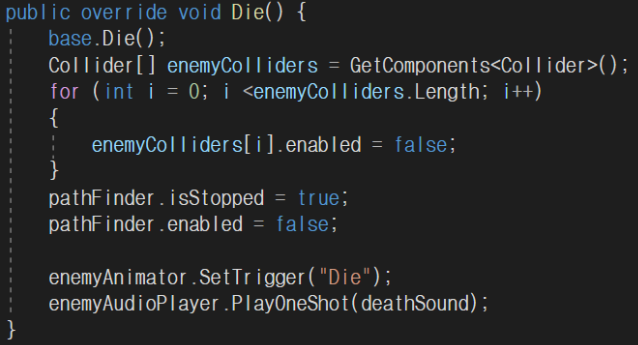 public override void Die() {
base.Die();
Collider[] enemyColliders = GetComponents<Collider>();
for (int i = 0; i <enemyColliders.Length; i++)
{
enemyColliders[i].enabled = false;
}
pathFinder.isStopped = true;
pathFinder.enabled = false;
enemyAnimator.SetTrigger("Die");
enemyAudioPlayer.PlayOneShot(deathSound);
}